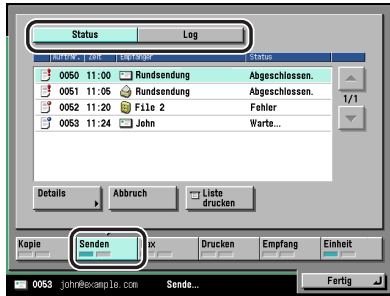 Status Log
Auftrnr. Zeit Empfänger Status
0050 11:00 Rundsendung Abgeschlossen.
0051 11:05 Rundsendung Abgeschlossen.
0052 11:20 File 2 Fehler
0053 11:24 John Warte...
1/1
Details Abbruch Liste drucken
Kopie Senden Drucken Empfang Einheit
0053 john@example.com Sende... Fertig